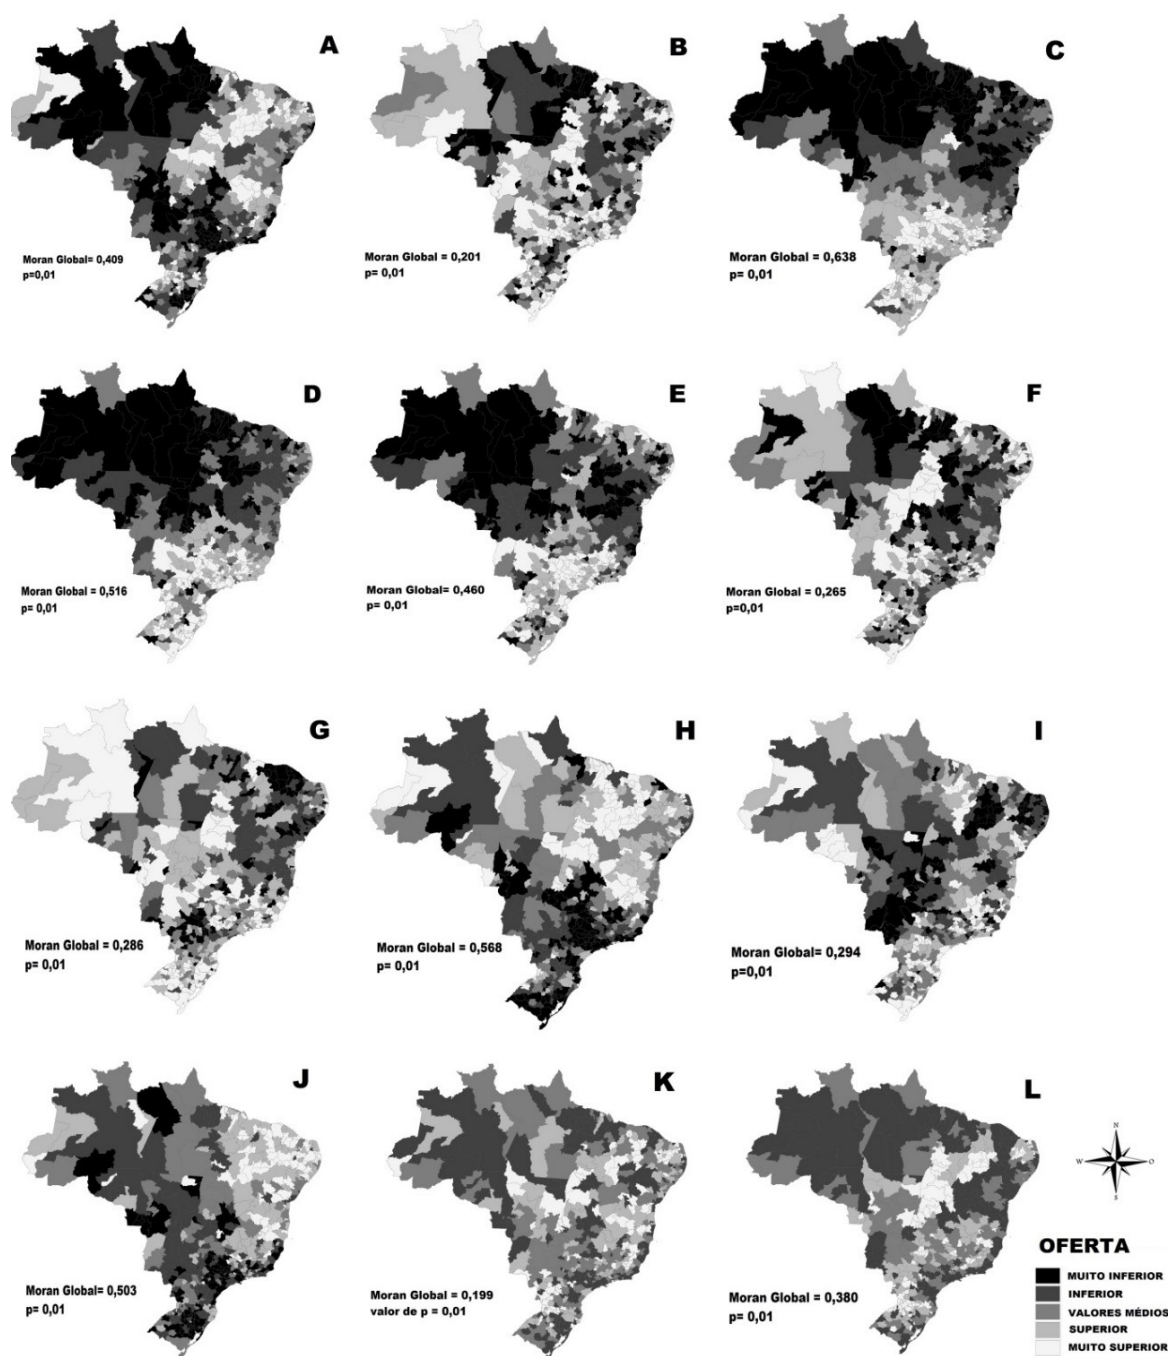 A
B
C
Moran Global= 0,409
p=0,01
Moran Global = 0,201
p= 0,01
Moran Global = 0,638
p= 0,01
D
E
F
Moran Global = 0,516
p= 0,01
Moran Global= 0,460
p= 0,01
Moran Global = 0,265
p=0,01
G
H
I
Moran Global = 0,286
p= 0,01
Moran Global = 0,568
p= 0,01
Moran Global= 0,294
p=0,01
J
K
L
Moran Global= 0,503
p= 0,01
Moran Global = 0,199
valor de p = 0,01
Moran Global = 0,380
p= 0,01
N
W
O
S
OFERTA
MUITO INFERIOR
INFERIOR
VALORES MÉDIOS
SUPERIOR
MUITO SUPERIOR